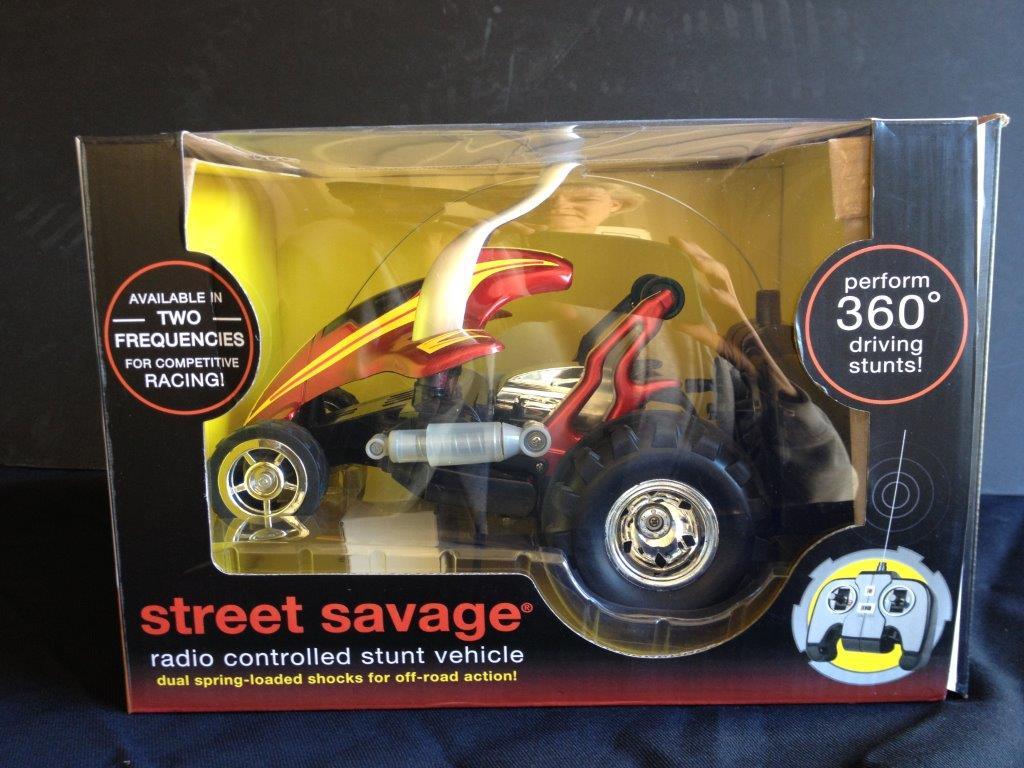 AVAILABLE IN
TWO
FREQUENCIES
FOR COMPETITIVE
RACING!
perform
360°
driving
stunts!
street savage®
radio controlled stunt vehicle
dual spring-loaded shocks for off-road action!